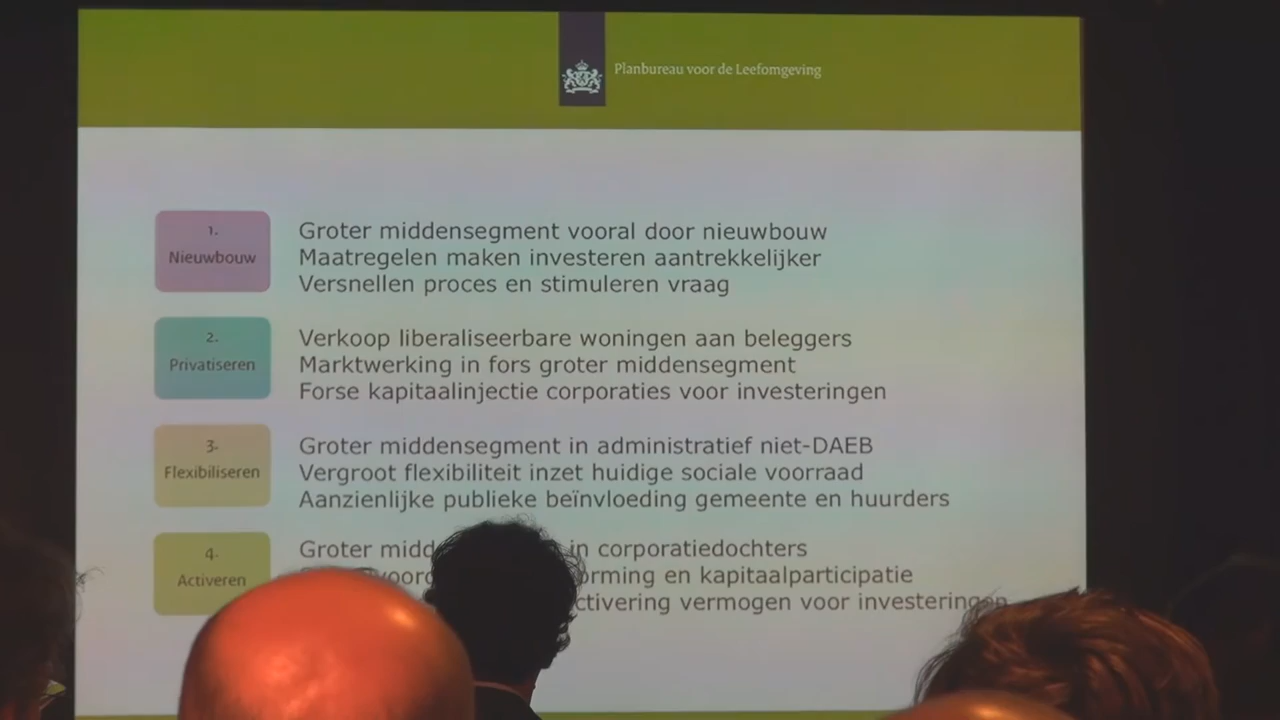 Planbureau voor de Leefomgeving
1.
Nieuwbouw
Groter middensegment vooral door nieuwbouw
Maatregelen maken investeren aantrekkelijker
Versnellen proces en stimuleren vraag
2.
Privatiseren
Verkoop liberaliseerbare woningen aan beleggers
Marktwerking in fors groter middensegment
Forse kapitaalinjectie corporaties voor investeringen
3.
Flexibiliseren
Groter middensegment in administratief niet-DAEB
Vergroot flexibiliteit inzet huidige sociale voorraad
Aanzienlijke publieke beïnvloeding gemeente en huurders
4.
Activeren
Groter in corporatiedochters
en kapitaalparticipatie
vermogen voor investeringen